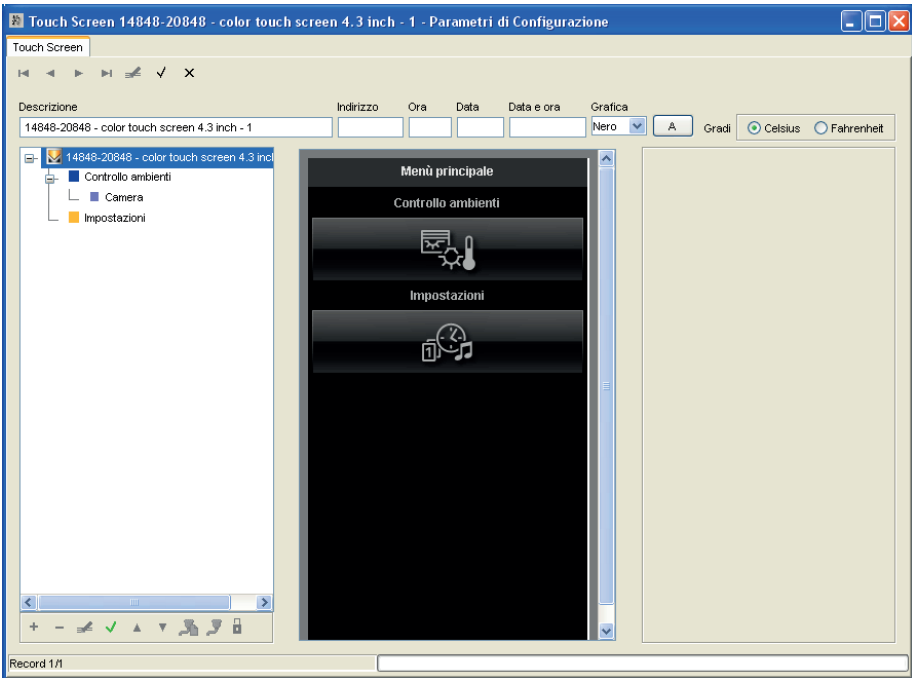 Touch Screen 14848-20848 - color touch screen 4.3 inch - 1 - Parametri di Configurazione
Touch Screen
Descrizione Indirizzo Ora Data Data e ora Grafica
14848-20848 - color touch screen 4.3 inch - 1 Nero A Gradi Celsius Fahrenheit
14848-20848 - color touch screen 4.3 incl
Controllo ambienti
Camera
Impostazioni
Menù principale
Controllo ambienti
Impostazioni
1
Record 1/1